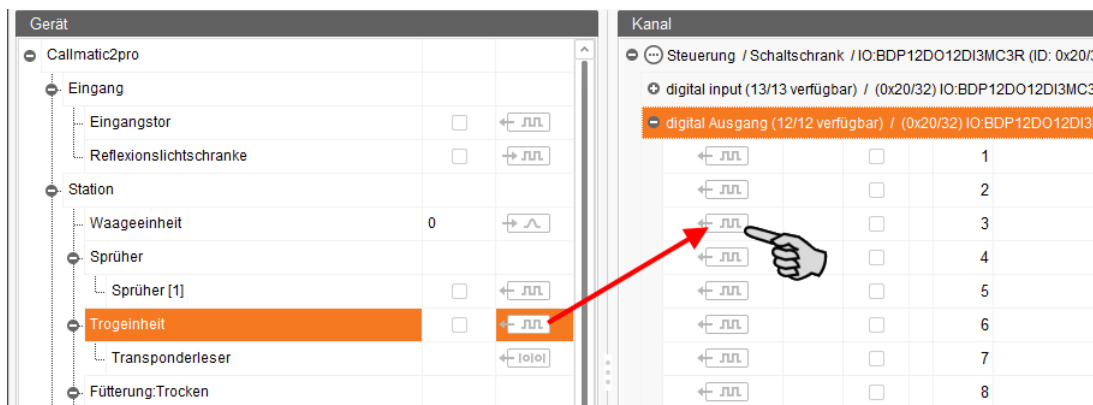 Gerät
Callmatic2pro
Eingang
Eingangstor
Reflexionslichtschranke
Station
Waageeinheit 0
Sprüher
Sprüher [1]
Trogeinheit
Transponderleser
Fütterung:Trocken
Kanal
Steuerung / Schaltschrank / IO:BDP12DO12DI3MC3R (ID: 0x20/3
digital input (13/13 verfügbar) / (0x20/32) IO:BDP12DO12DI3MC3
digital Ausgang (12/12 verfügbar) / (0x20/32) IO:BDP12DO12DI3
1
2
3
4
5
6
7
8